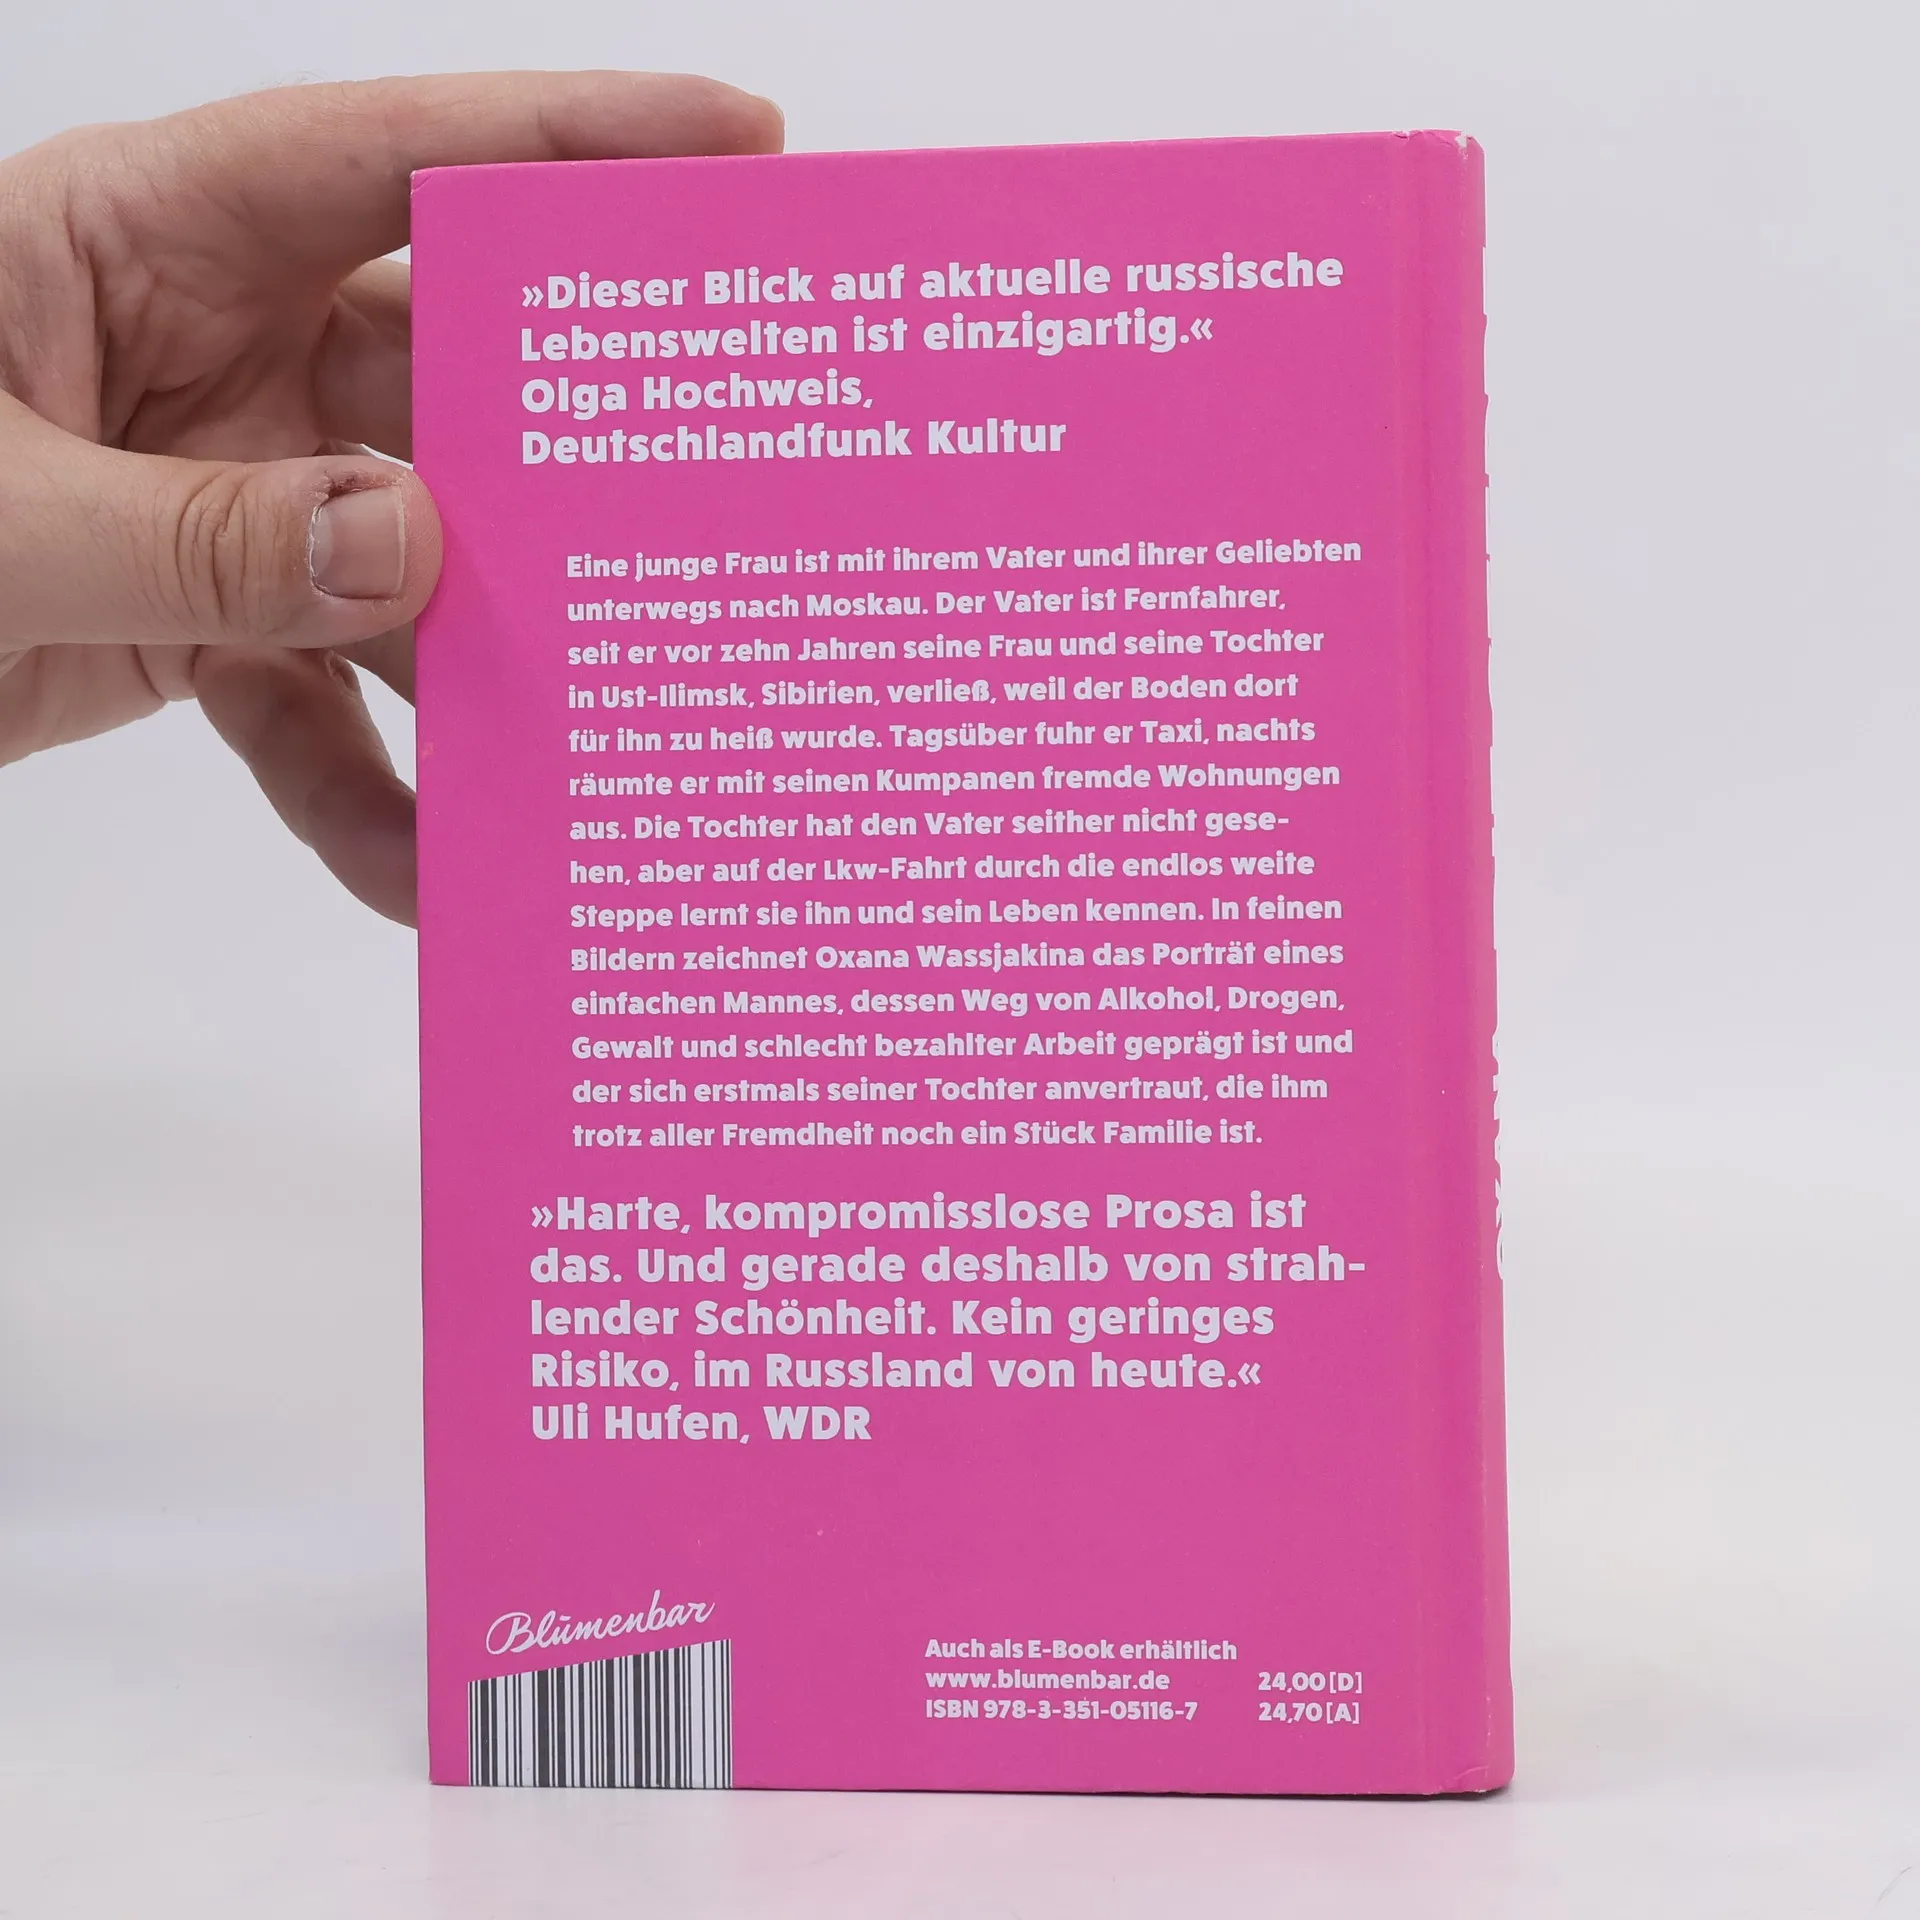 »Dieser Blick auf aktuelle russische
Lebenswelten ist einzigartig.«
Olga Hochweis,
Deutschlandfunk Kultur
Eine junge Frau ist mit ihrem Vater und ihrer Geliebten
unterwegs nach Moskau. Der Vater ist Fernfahrer,
seit er vor zehn Jahren seine Frau und seine Tochter
in Ust-Ilimsk, Sibirien, verließ, weil der Boden dort
für ihn zu heiß wurde. Tagsüber fuhr er Taxi, nachts
räumte er mit seinen Kumpanen fremde Wohnungen
aus. Die Tochter hat den Vater seither nicht gese-
hen, aber auf der Lkw-Fahrt durch die endlos weite
Steppe lernt sie ihn und sein Leben kennen. In feinen
Bildern zeichnet Oxana Wassjakina das Porträt eines
einfachen Mannes, dessen Weg von Alkohol, Drogen,
Gewalt und schlecht bezahlter Arbeit geprägt ist und
der sich erstmals seiner Tochter anvertraut, die ihm
trotz aller Fremdheit noch ein Stück Familie ist.
»Harte, kompromisslose Prosa ist
das. Und gerade deshalb von strah-
lender Schönheit. Kein geringes
Risiko, im Russland von heute.«
Uli Hufen, WDR
Blumenbar
Auch als E-Book erhältlich
www.blumenbar.de 24,00 [D]
ISBN 978-3-351-05116-7 24,70 [A]